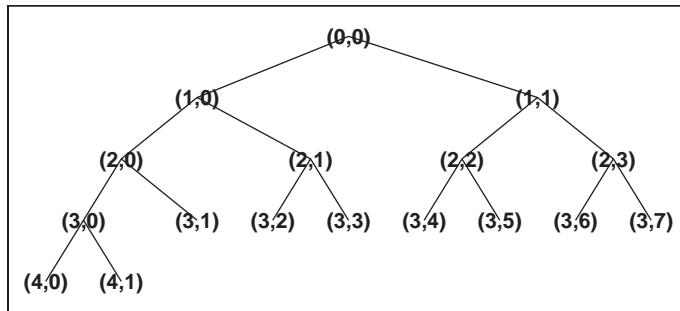 (0,0)
(1,0) (1,1)
(2,0) (2,1) (2,2) (2,3)
(3,0) (3,1) (3,2) (3,3) (3,4) (3,5) (3,6) (3,7)
(4,0) (4,1)